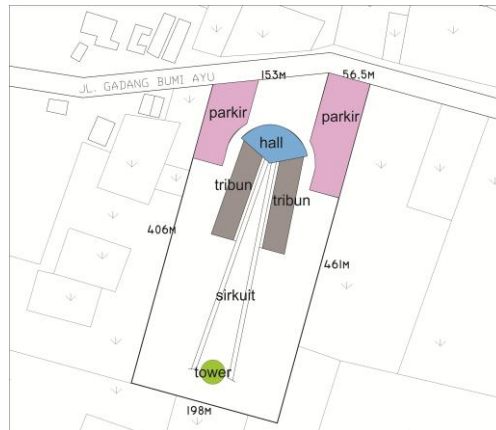 153M
56.5M
JL. GADANG BUMI AYU
parkir
parkir
hall
tribun
tribun
406M
461M
sirkuit
tower
198M